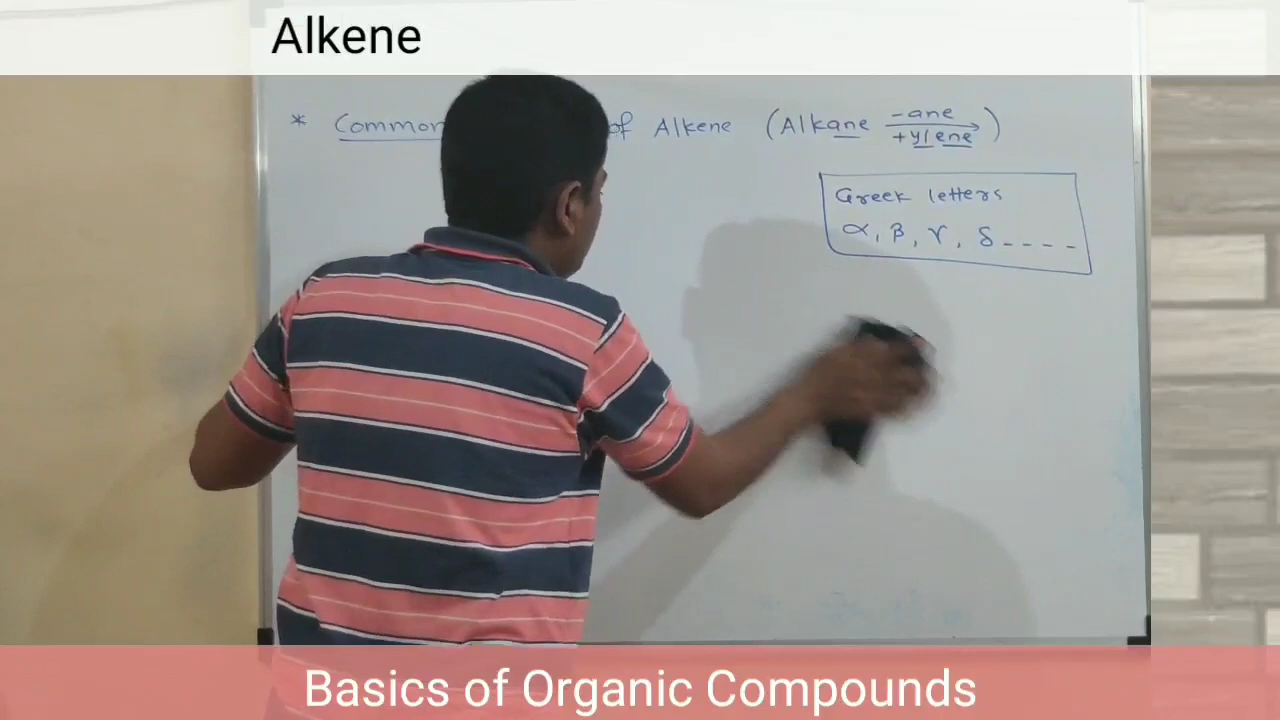 Alkene
* Common of Alkene (Alkane -ane +ylene)
Greek letters
α, β, γ, δ----
Basics of Organic Compounds